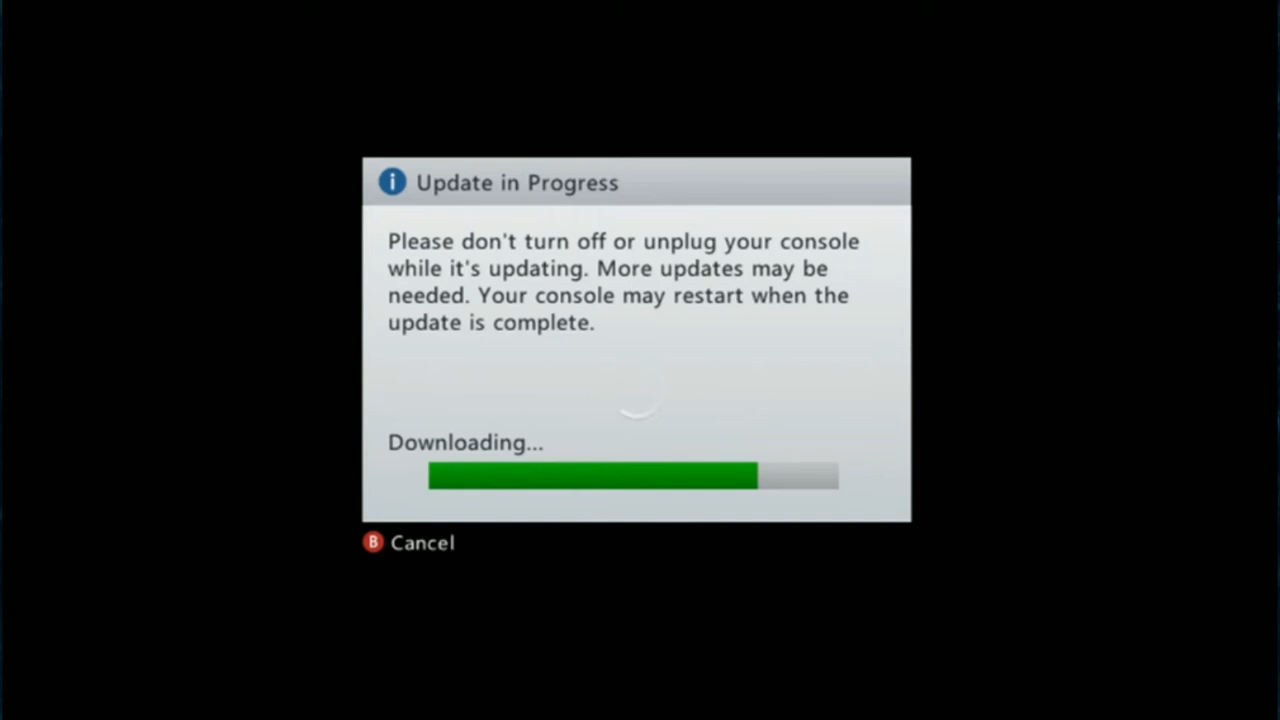 i Update in Progress
Please don't turn off or unplug your console
while it's updating. More updates may be
needed. Your console may restart when the
update is complete.
Downloading...
B Cancel